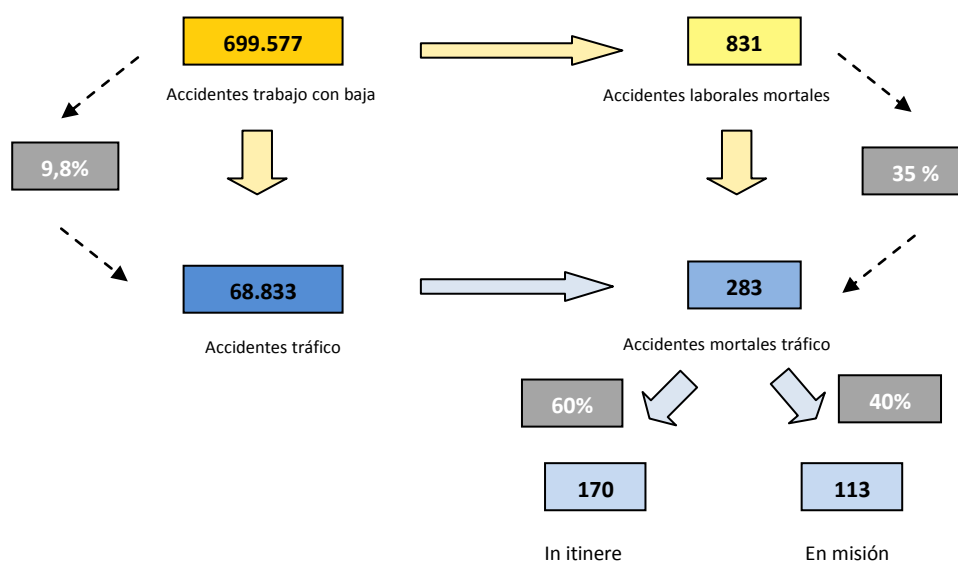 699.577
831
Accidentes trabajo con baja
Accidentes laborales mortales
9,8%
35 %
68.833
283
Accidentes tráfico
Accidentes mortales tráfico
60%
40%
170
113
In itinere
En misión